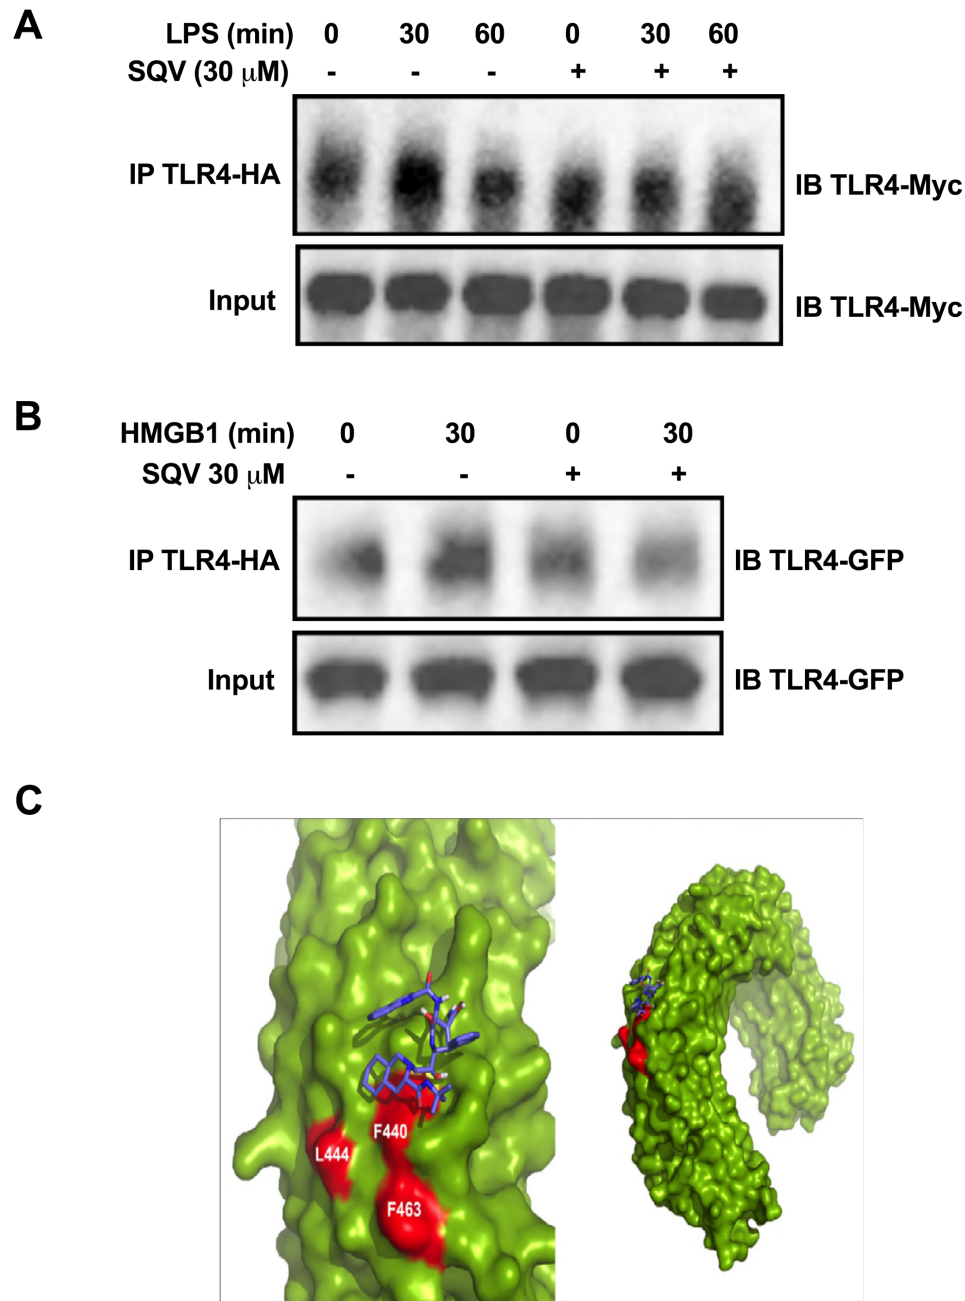 A
LPS (min) 0 30 60 0 30 60
SQV (30 μM) - - - + + +
IP TLR4-HA
IB TLR4-Myc
Input
IB TLR4-Myc
B
HMGB1 (min) 0 30 0 30
SQV 30 μM - - + +
IP TLR4-HA IB TLR4-GFP
Input IB TLR4-GFP
C
F440
L444
F463